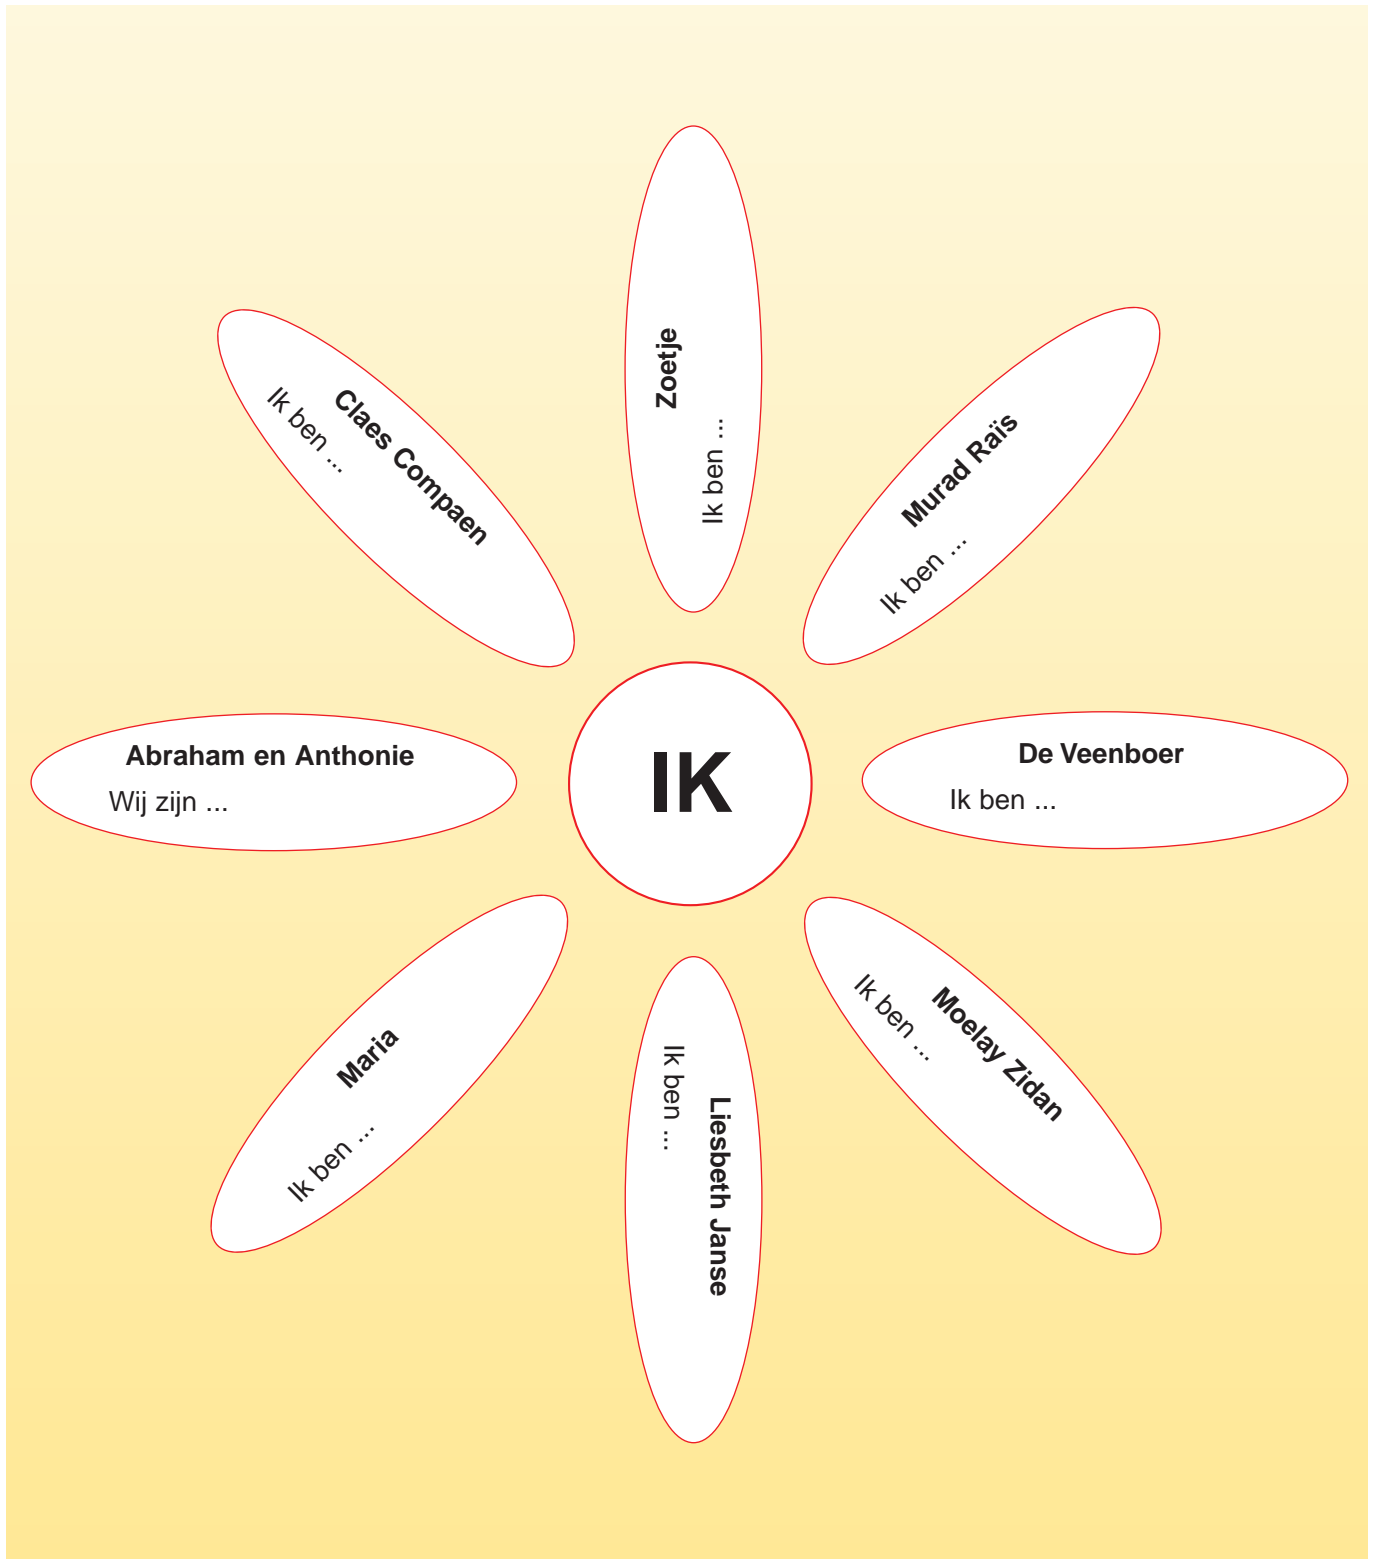 Zoetje
Ik ben ...
Murad Raïs
Ik ben ...
De Veenboer
Ik ben ...
Moelay Zidan
Ik ben ...
Liesbeth Janse
Ik ben ...
Maria
Ik ben ...
Abraham en Anthonie
Wij zijn ...
Claes Compaen
Ik ben ...
IK